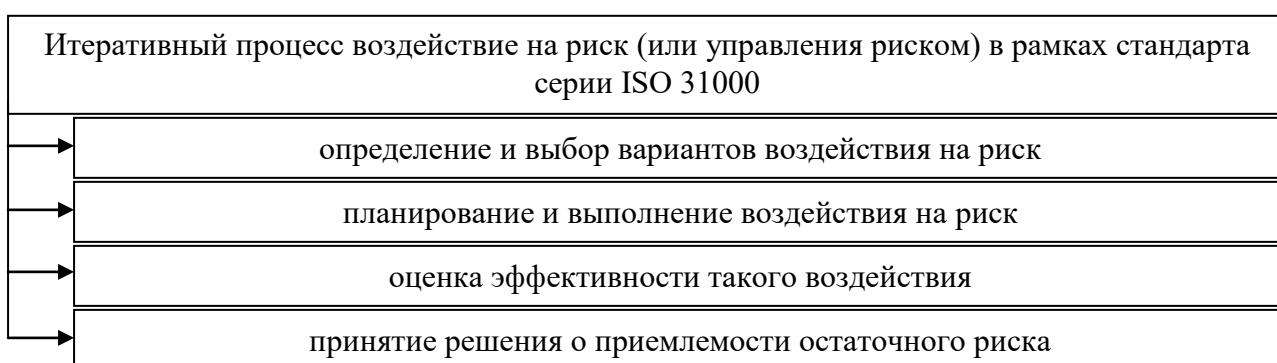 Итеративный процесс воздействие на риск (или управления риском) в рамках стандарта
серии ISO 31000
определение и выбор вариантов воздействия на риск
планирование и выполнение воздействия на риск
оценка эффективности такого воздействия
принятие решения о приемлемости остаточного риска